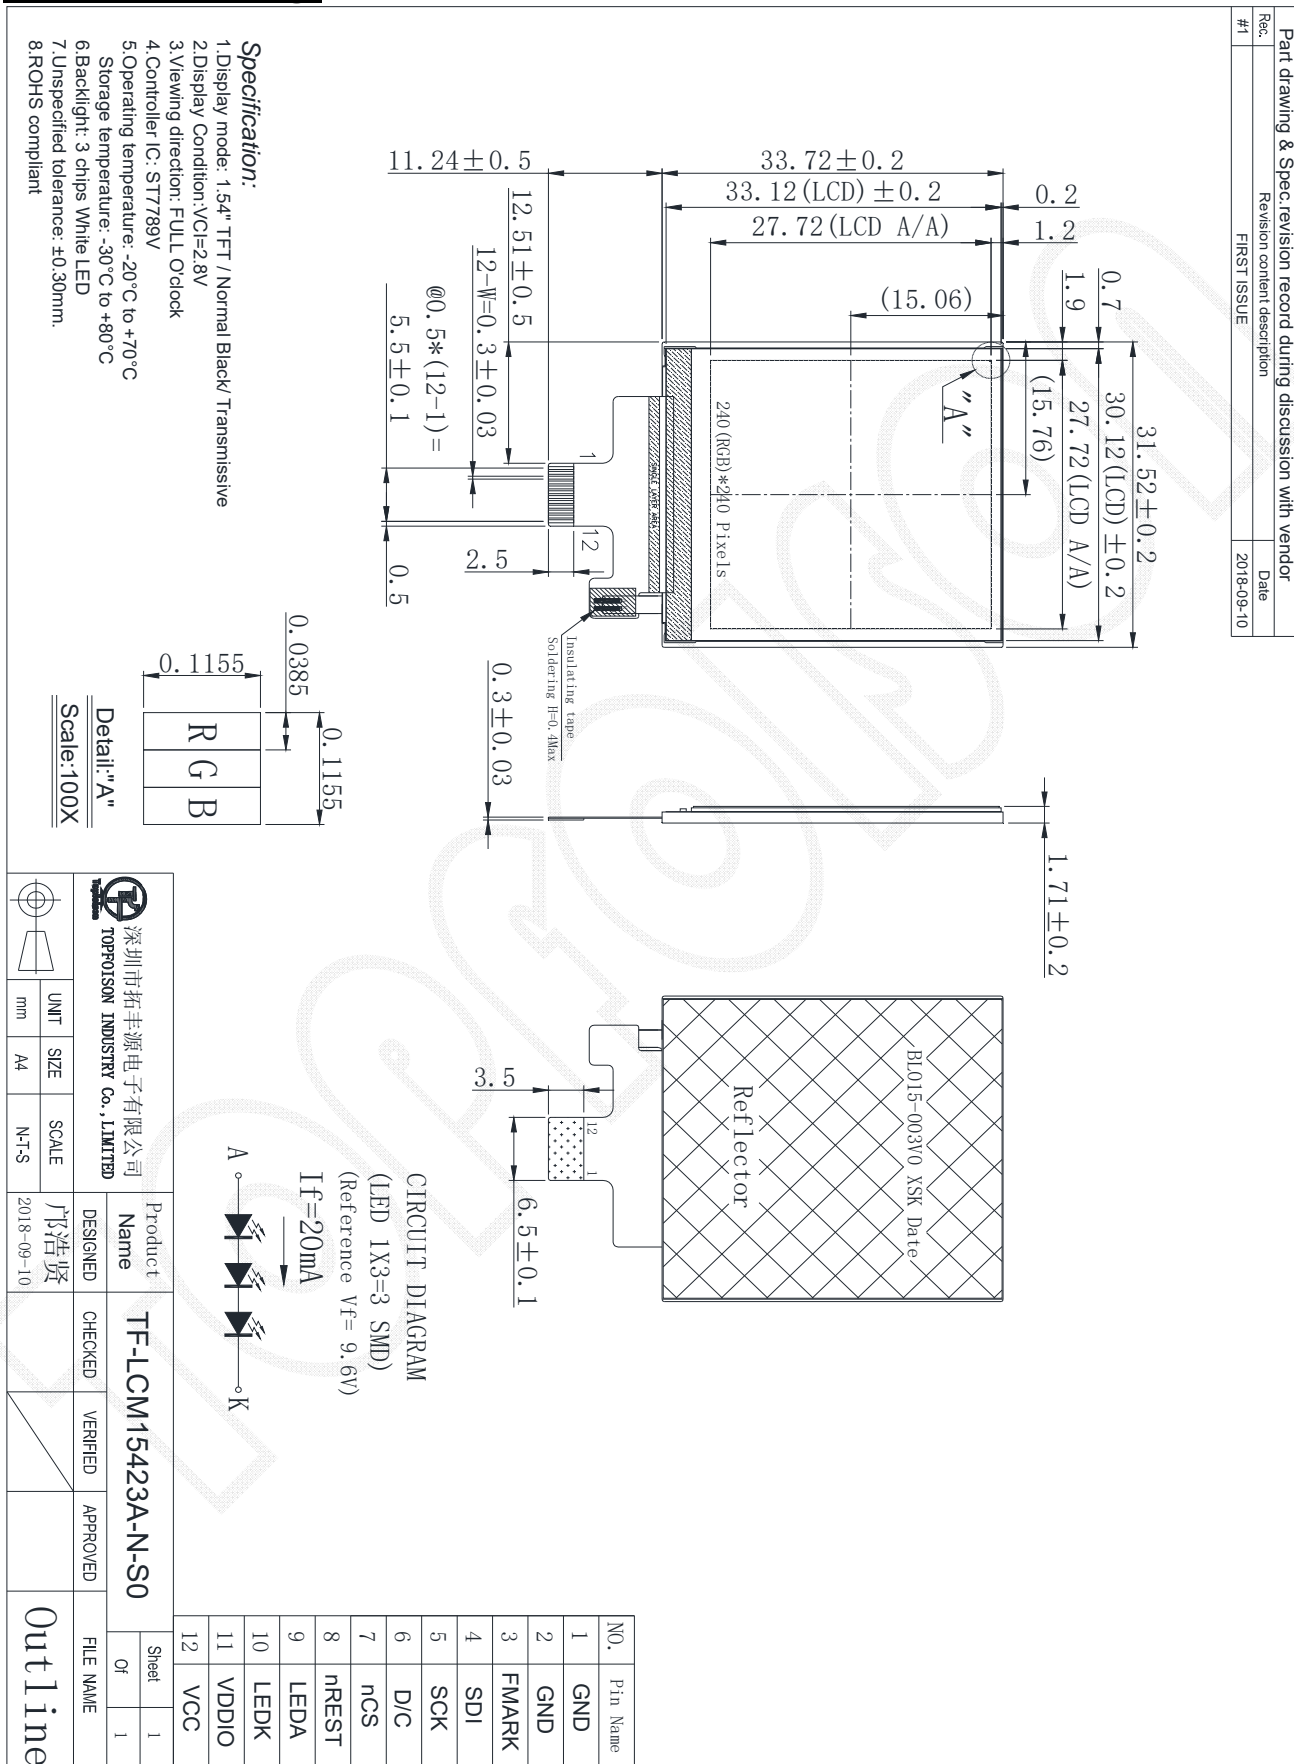 Part drawing & Spec.revision record during discussion with vendor
Rec.
Revision content description
Date
#1
FIRST ISSUE
2018-09-10
31.52±0.2
30.12(LCD)±0.2
27.72(LCD A/A)
(15.76)
0.7
1.9
"A"
33.72±0.2
33.12(LCD)±0.2
27.72(LCD A/A)
(15.06)
0.2
1.2
11.24±0.5
240(RGB)*240 Pixels
SINGLE LAYER AREA
12.51±0.5
12-W=0.3±0.03
@0.5*(12-1)=
5.5±0.1
1
12
2.5
0.5
Insulating tape
Soldering H=0.4Max
0.3±0.03
1.71±0.2
BL015-003V0 XSK Date
Reflector
3.5
12
1
6.5±0.1
CIRCUIT DIAGRAM
(LED 1X3=3 SMD)
(Reference Vf= 9.6V)
If=20mA
A
K
Specification:
1.Display mode: 1.54" TFT / Normal Black/ Transmissive
2.Display Condition:VCI=2.8V
3.Viewing direction: FULL O'clock
4.Controller IC: ST7789V
5.Operating temperature: -20°C to +70°C
Storage temperature: -30°C to +80°C
6.Backlight: 3 chips White LED
7.Unspecified tolerance: ±0.30mm.
8.ROHS compliant
0.1155
0.0385
0.1155
R G B
Detail:"A"
Scale:100X
NO. Pin Name
1 GND
2 GND
3 FMARK
4 SDI
5 SCK
6 D/C
7 nCS
8 nREST
9 LEDA
10 LEDK
11 VDDIO
12 VCC
Topfoison
深圳市拓丰源电子有限公司
TOPFOISON INDUSTRY Co.,LIMITED
UNIT SIZE SCALE
mm A4 N-T-S
Product
Name
TF-LCM15423A-N-S0
Sheet 1
Of 1
DESIGNED CHECKED VERIFIED APPROVED FILE NAME
邝浩贤
2018-09-10
Outline
TOPFOISON